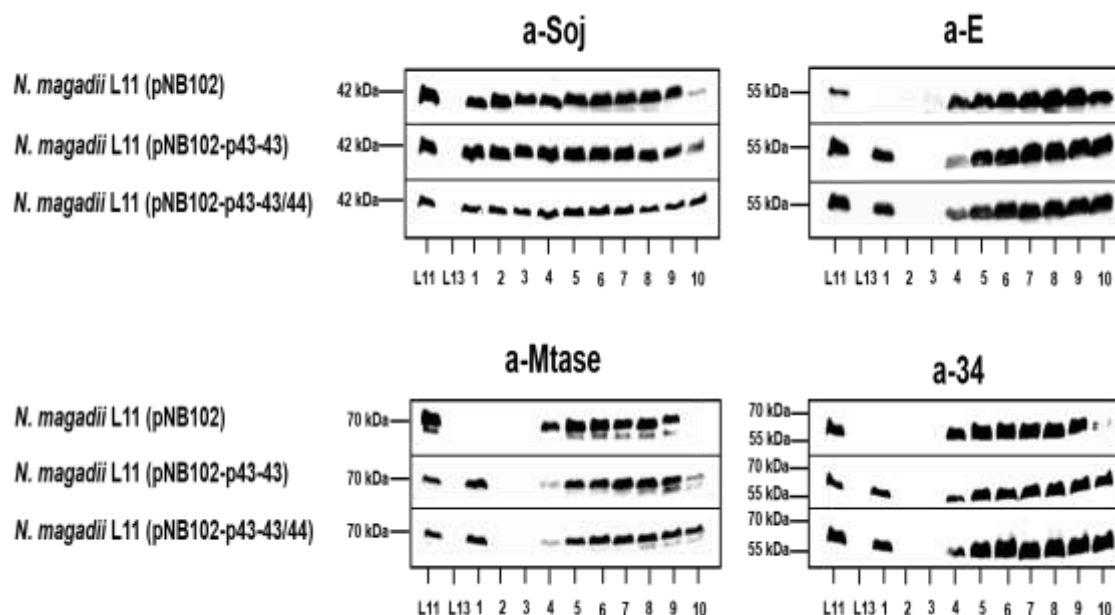 a-Soj
a-E
N. magadii L11 (pNB102) 42 kDa 55 kDa
N. magadii L11 (pNB102-p43-43) 42 kDa 55 kDa
N. magadii L11 (pNB102-p43-43/44) 42 kDa 55 kDa
L11 L13 1 2 3 4 5 6 7 8 9 10
L11 L13 1 2 3 4 5 6 7 8 9 10
a-Mtase
a-34
N. magadii L11 (pNB102) 70 kDa 70 kDa
55 kDa
N. magadii L11 (pNB102-p43-43) 70 kDa 70 kDa
55 kDa
N. magadii L11 (pNB102-p43-43/44) 70 kDa 70 kDa
55 kDa
L11 L13 1 2 3 4 5 6 7 8 9 10
L11 L13 1 2 3 4 5 6 7 8 9 10